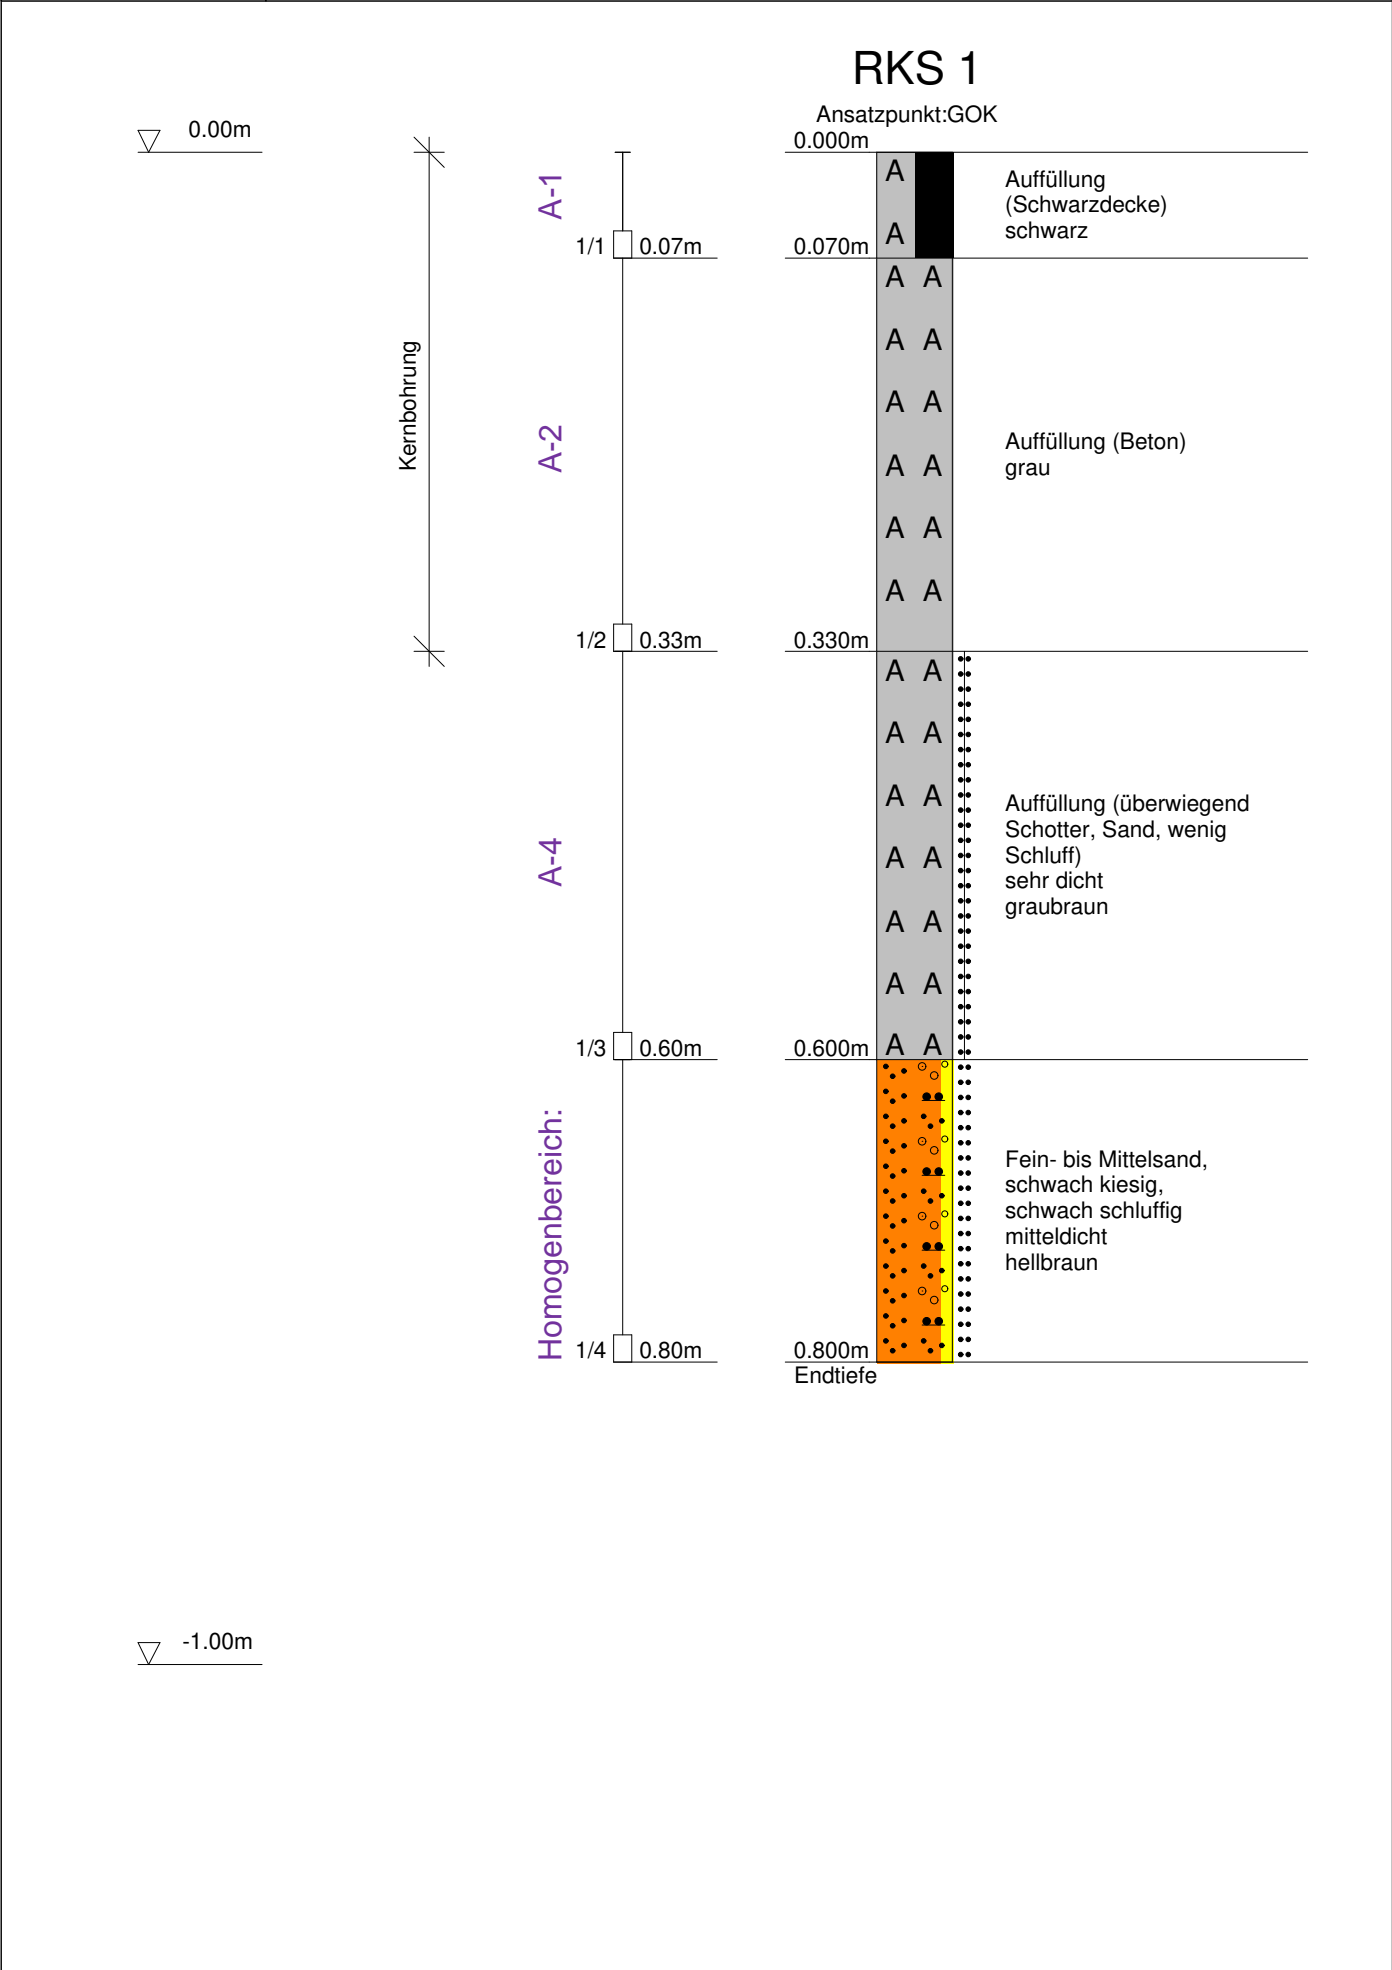 RKS 1
Ansatzpunkt:GOK
0.00m
0.000m
A-1
A
A
Auffüllung
(Schwarzdecke)
schwarz
1/1 0.07m
0.070m
Kernbohrung
A-2
A A
A A
A A
A A
A A
A A
Auffüllung (Beton)
grau
1/2 0.33m
0.330m
A-4
A A
A A
A A
A A
A A
A A
A A
Auffüllung (überwiegend
Schotter, Sand, wenig
Schluff)
sehr dicht
graubraun
1/3 0.60m
0.600m
Homogenbereich:
Fein- bis Mittelsand,
schwach kiesig,
schwach schluffig
mitteldicht
hellbraun
1/4 0.80m
0.800m
Endtiefe
-1.00m